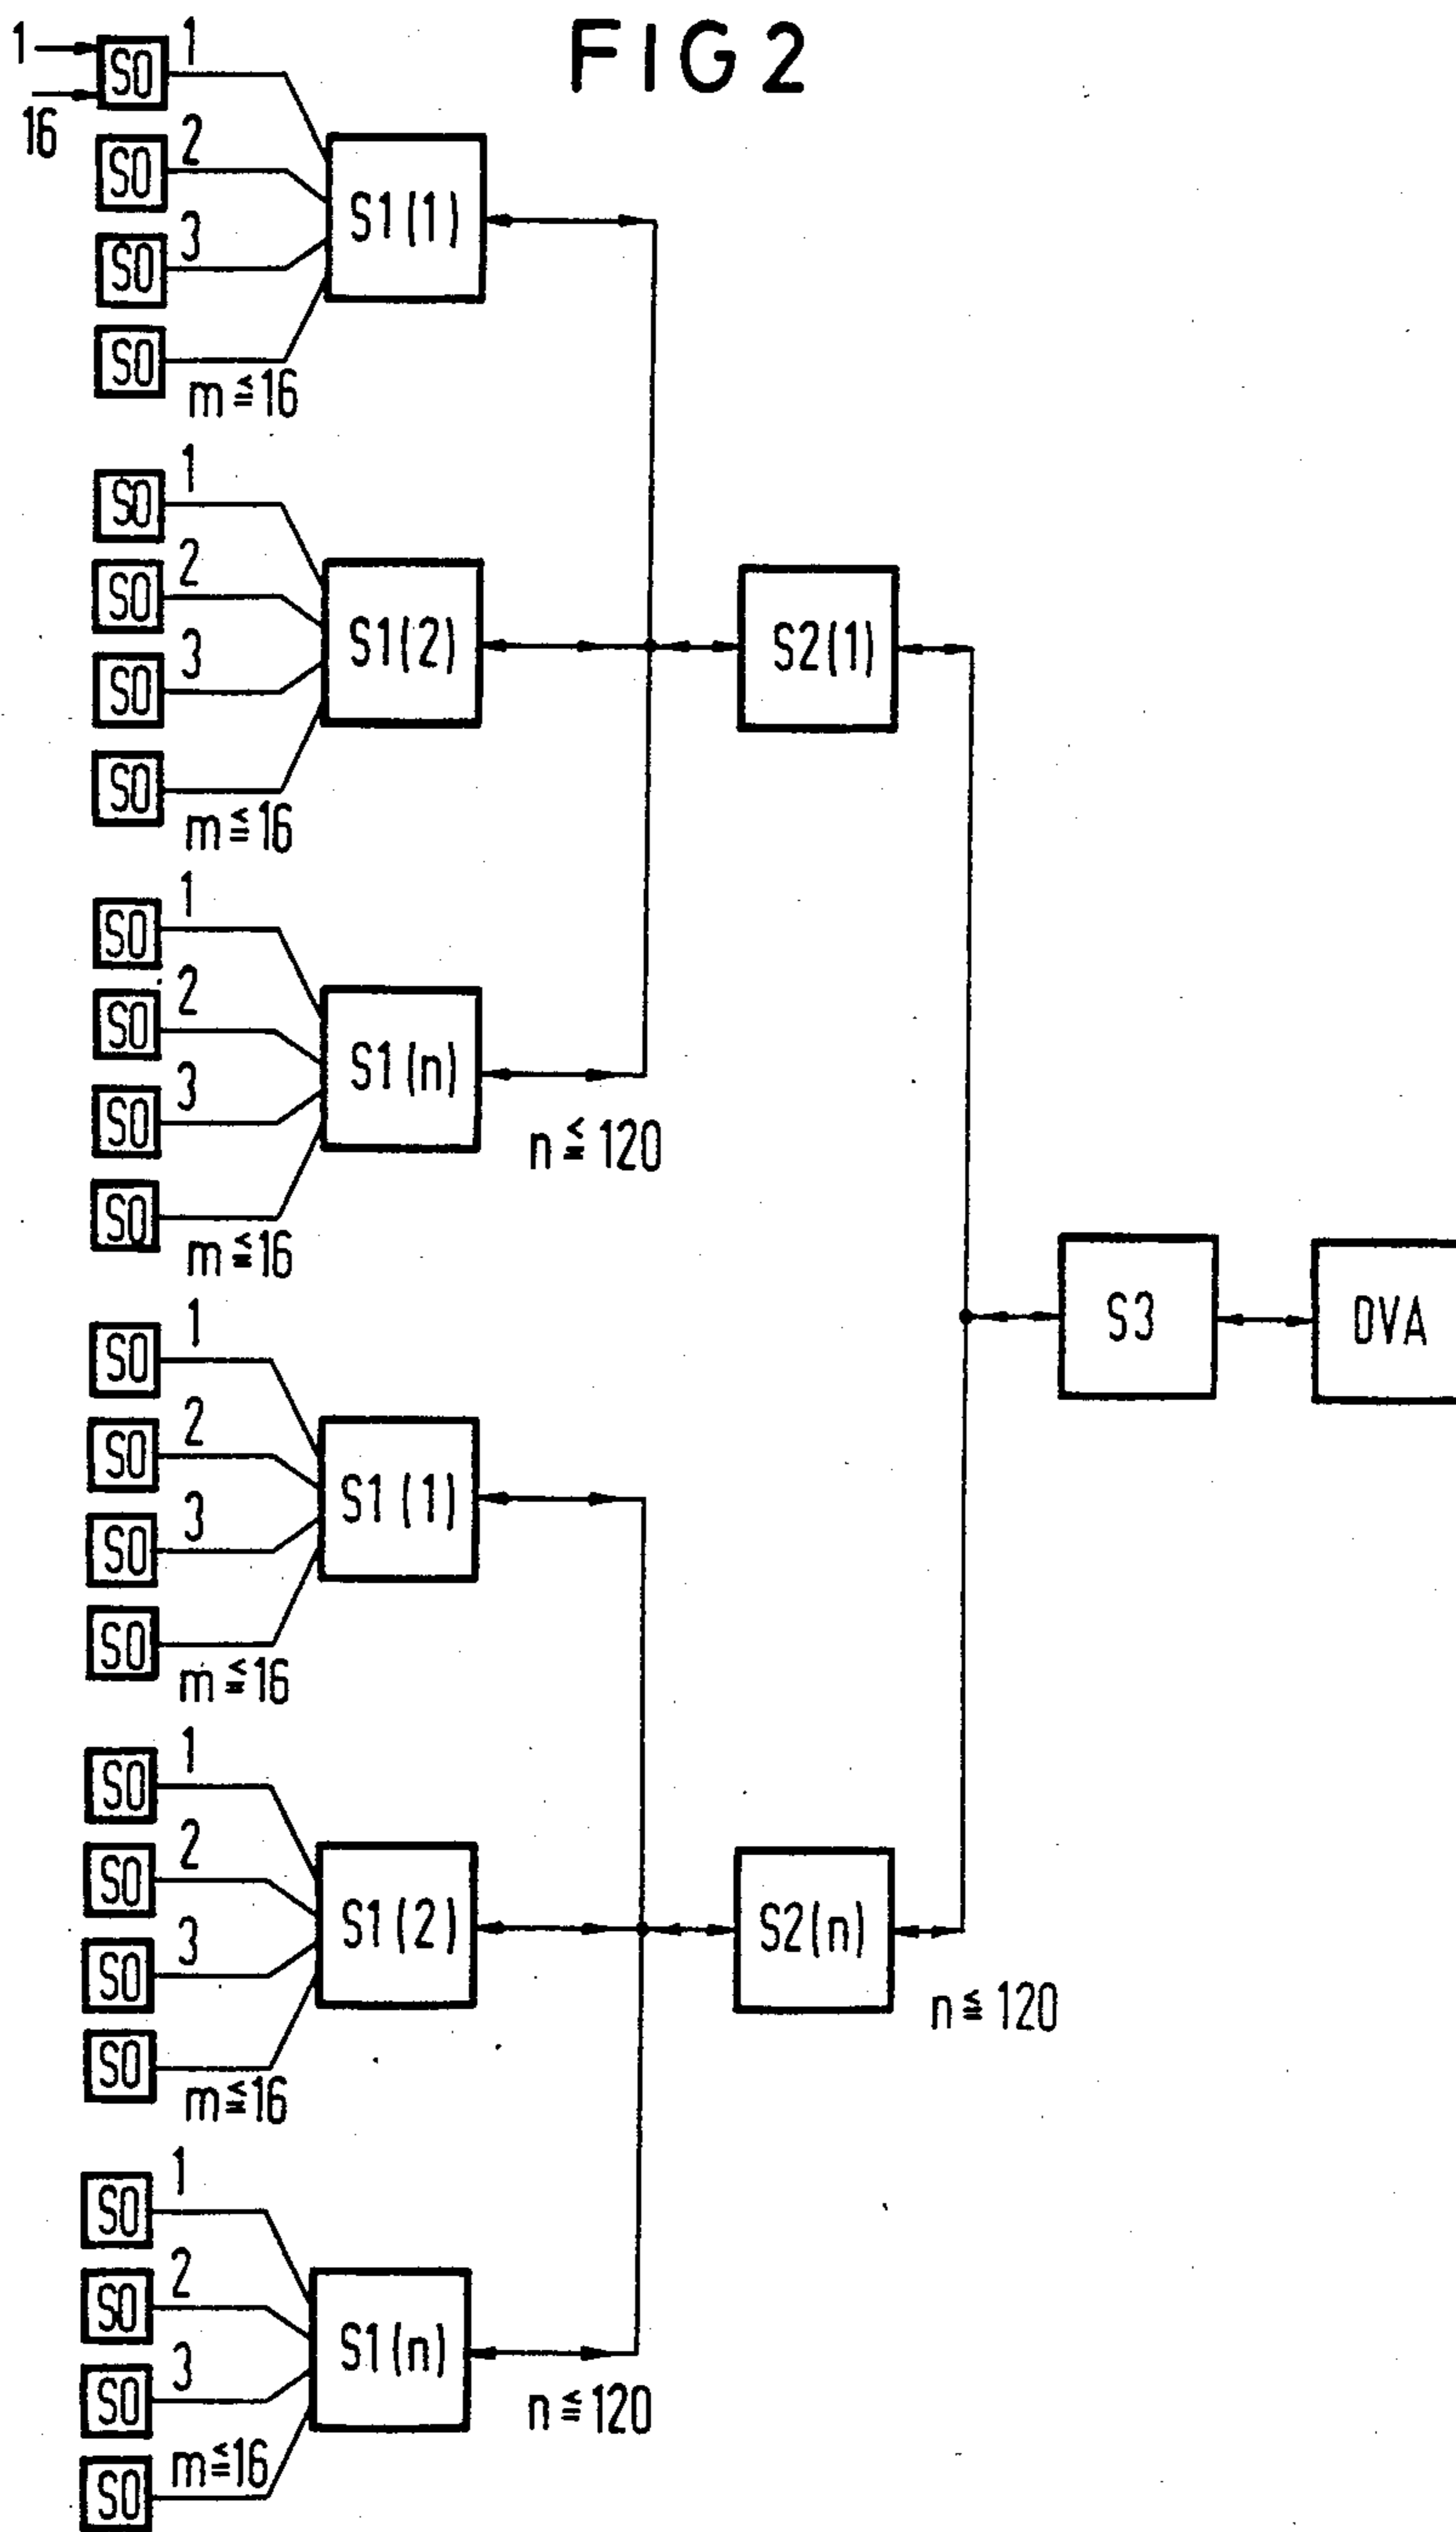 FIG 2
1
16
S0 1
S0 2
S0 3
S0
m ≦ 16
S1(1)
S0 1
S0 2
S0 3
S0
m ≦ 16
S1(2)
S2(1)
S0 1
S0 2
S0 3
S0
m ≦ 16
S1(n)
n ≦ 120
S3
DVA
S0 1
S0 2
S0 3
S0
m ≦ 16
S1(1)
S0 1
S0 2
S0 3
S0
m ≦ 16
S1(2)
S2(n)
n ≦ 120
S0 1
S0 2
S0 3
S0
m ≦ 16
S1(n)
n ≦ 120